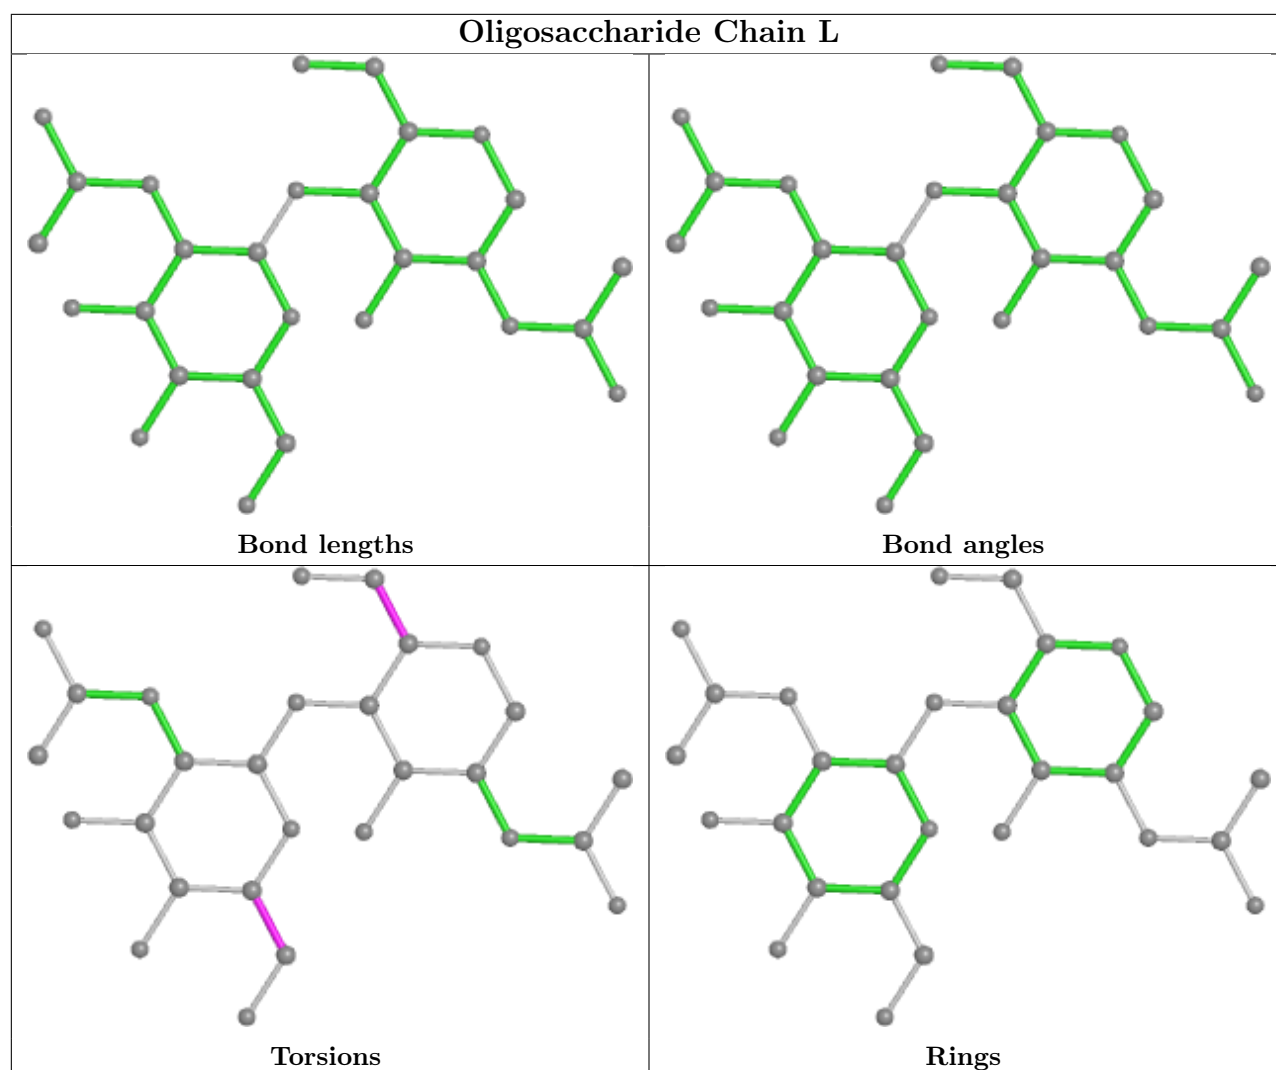 Oligosaccharide Chain L
Bond lengths
Bond angles
Torsions
Rings